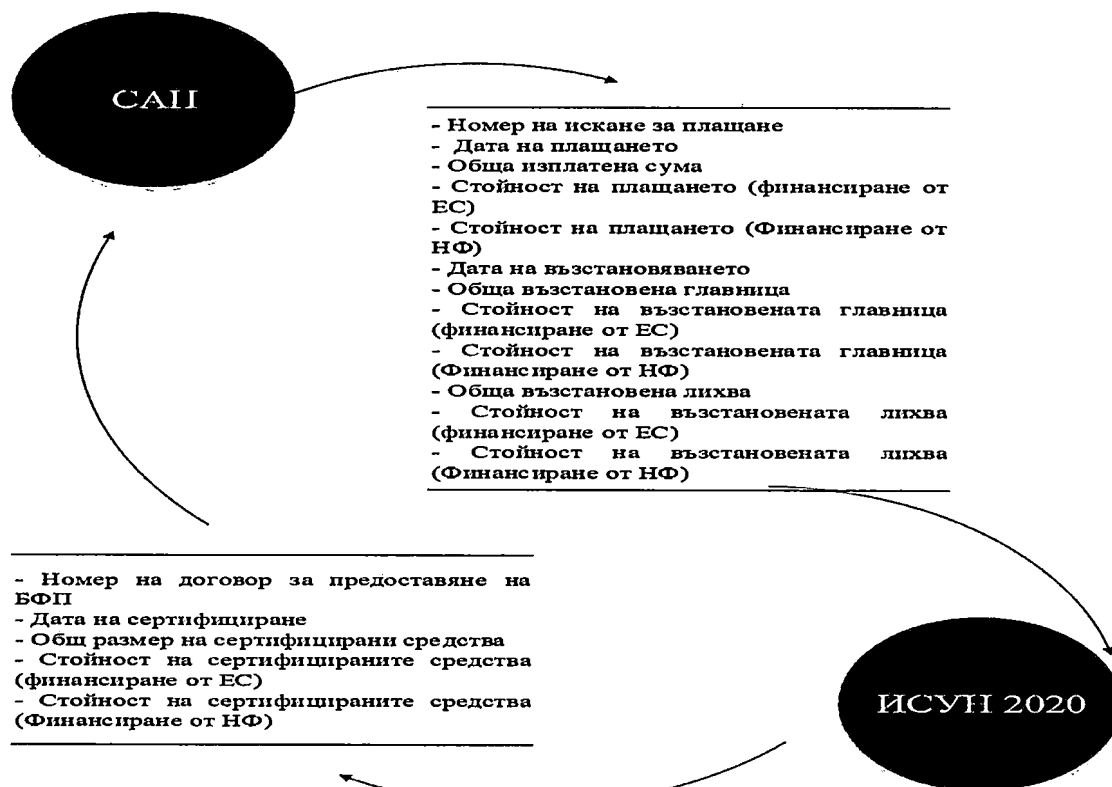 САП
- Номер на искане за плащане
- Дата на плащането
- Обща изплатена сума
- Стойност на плащането (финансиране от
ЕС)
- Стойност на плащането (Финансиране от
НФ)
- Дата на възстановяването
- Обща възстановена главница
- Стойност на възстановената главница
(финансиране от ЕС)
- Стойност на възстановената главница
(Финансиране от НФ)
- Обща възстановена лихва
- Стойност на възстановената лихва
(финансиране от ЕС)
- Стойност на възстановената лихва
(Финансиране от НФ)
- Номер на договор за предоставяне на
БФП
- Дата на сертифициране
- Общ размер на сертифицирани средства
- Стойност на сертифицираните средства
(финансиране от ЕС)
- Стойност на сертифицираните средства
(Финансиране от НФ)
ИСУН 2020